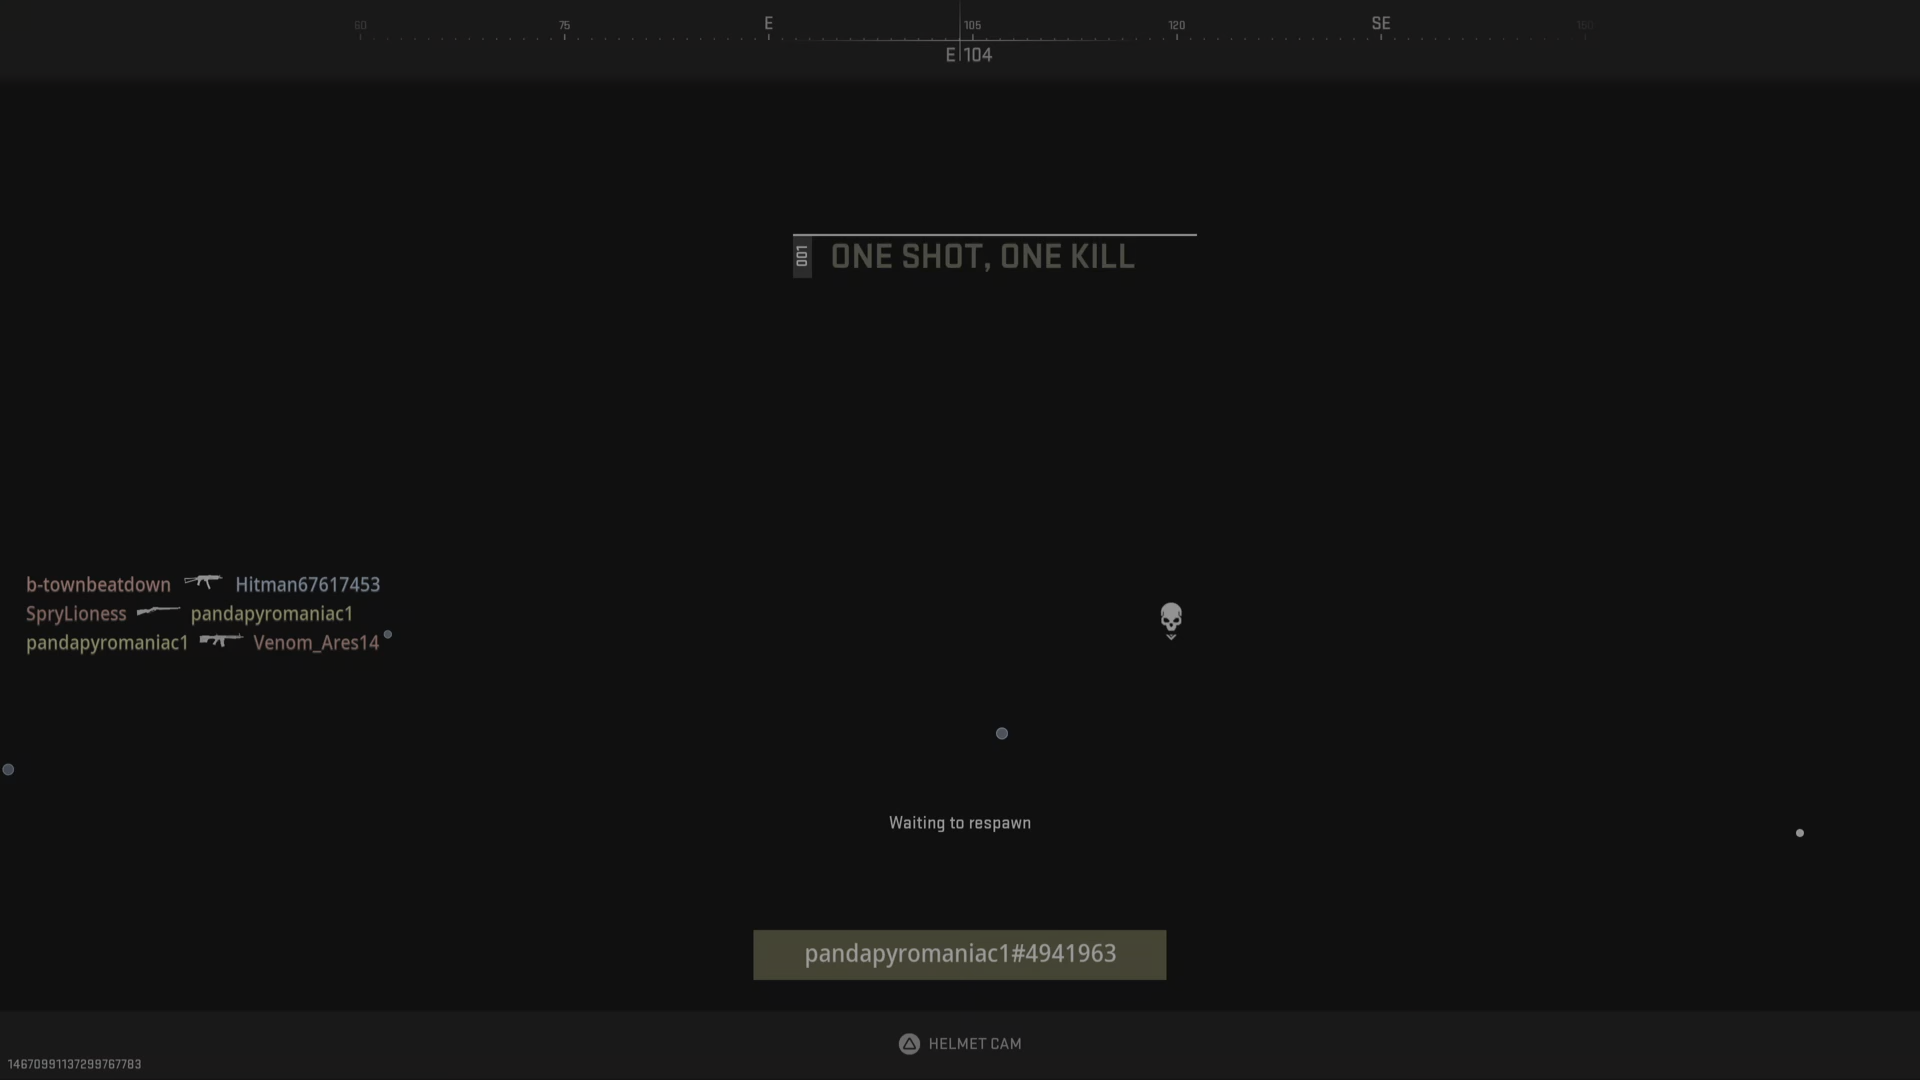 60 75 E 105 120 SE 150
E 104
001 ONE SHOT, ONE KILL
b-townbeatdown Hitman67617453
SpryLioness pandapyromaniac1
pandapyromaniac1 Venom_Ares14
Waiting to respawn
pandapyromaniac1#4941963
HELMET CAM
14670991137299767783